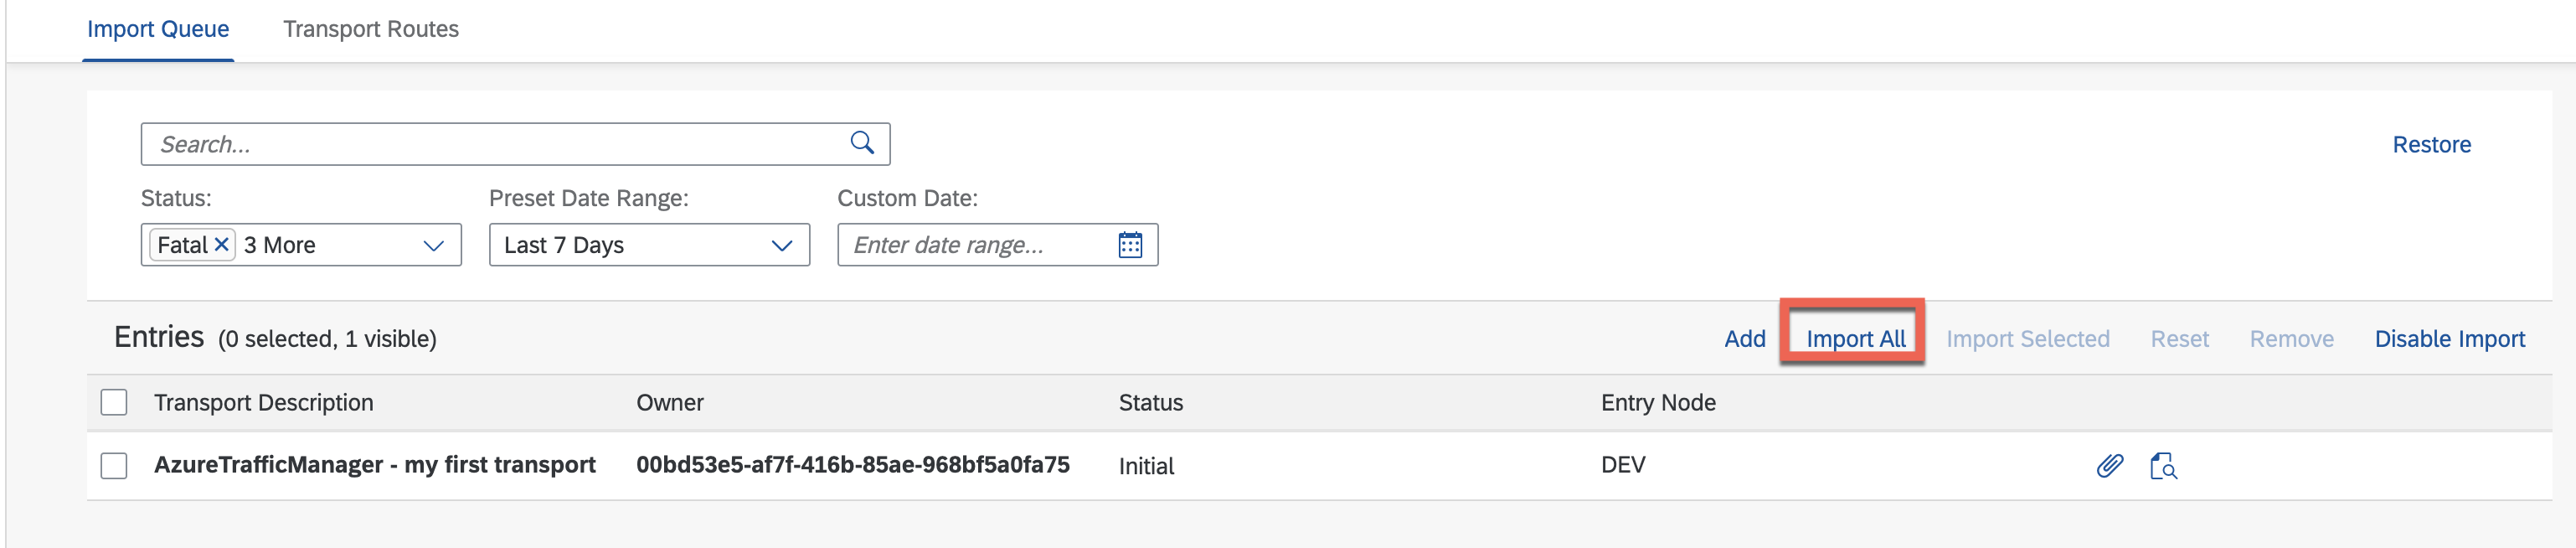 Import Queue Transport Routes
Search...
Restore
Status: Preset Date Range: Custom Date:
Fatal 3 More Last 7 Days Enter date range...
Entries (0 selected, 1 visible) Add Import All Import Selected Reset Remove Disable Import
Transport Description Owner Status Entry Node
AzureTrafficManager - my first transport 00bd53e5-af7f-416b-85ae-968bf5a0fa75 Initial DEV